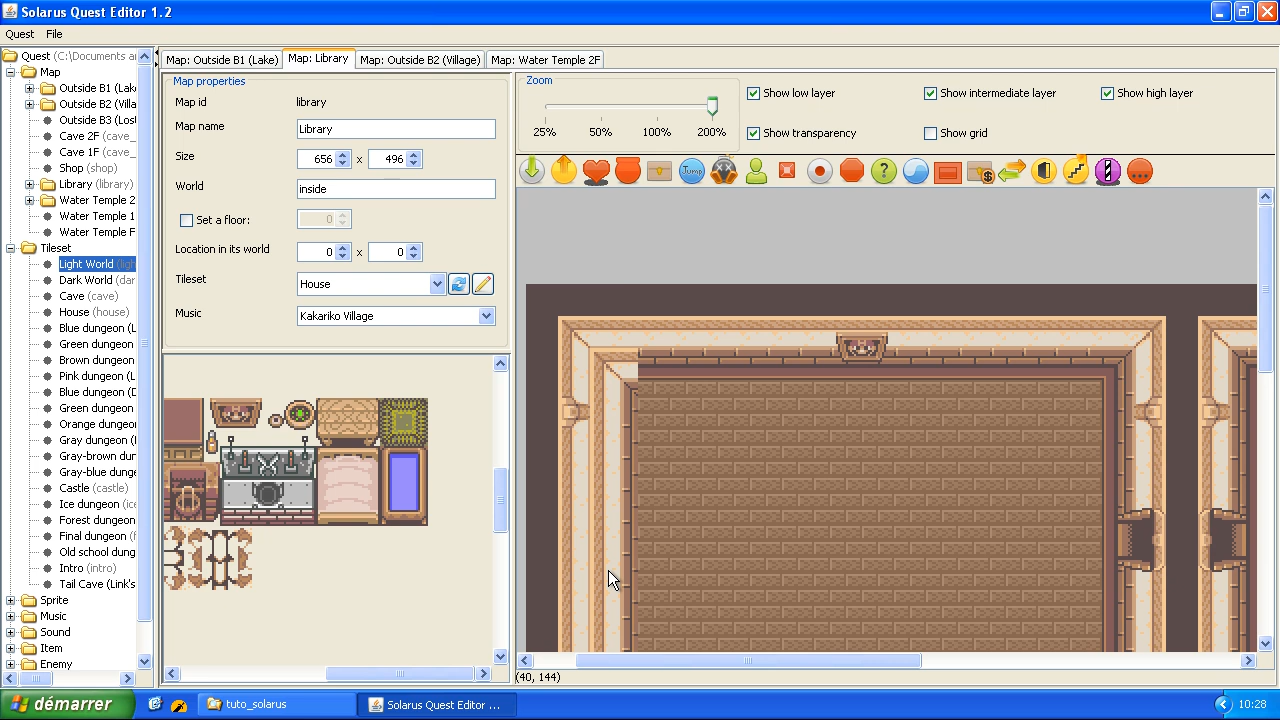 Solarus Quest Editor 1.2
Quest File
Quest (C:\Documents ar
Map
Outside B1 (Lak
Outside B2 (Villa
Outside B3 (Los
Cave 2F (cave_
Cave 1F (cave_
Shop (shop)
Library (library)
Water Temple 2
Water Temple 1
Water Temple F
Tileset
Light World (ligh
Dark World (dar
Cave (cave)
House (house)
Blue dungeon (L
Green dungeon
Brown dungeon
Pink dungeon (L
Blue dungeon (D
Green dungeon
Orange dungeon
Gray dungeon (l
Gray-brown dun
Gray-blue dunge
Castle (castle)
Ice dungeon (ice
Forest dungeon
Final dungeon (f
Old school dung
Intro (intro)
Tail Cave (Link's
Sprite
Music
Sound
Item
Enemy
Map: Outside B1 (Lake) Map: Library Map: Outside B2 (Village) Map: Water Temple 2F
Map properties
Map id library
Map name Library
Size 656 x 496
World inside
Set a floor: 0
Location in its world 0 x 0
Tileset House
Music Kakariko Village
Zoom
25% 50% 100% 200%
Show low layer Show intermediate layer Show high layer
Show transparency Show grid
Jump ? $ ...
(40, 144)
démarrer tuto_solarus Solarus Quest Editor ... 10:28